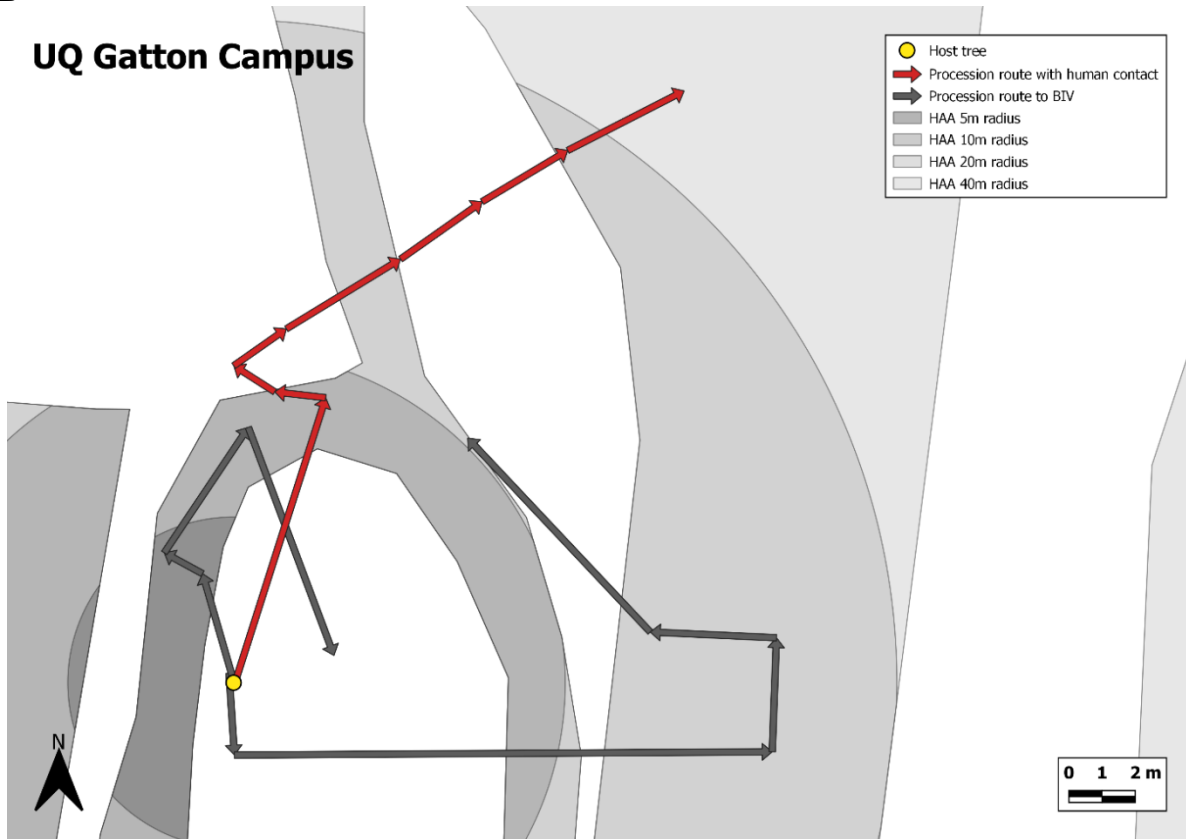 UQ Gatton Campus
Host tree
Procession route with human contact
Procession route to BIV
HAA 5m radius
HAA 10m radius
HAA 20m radius
HAA 40m radius
N
0 1 2 m